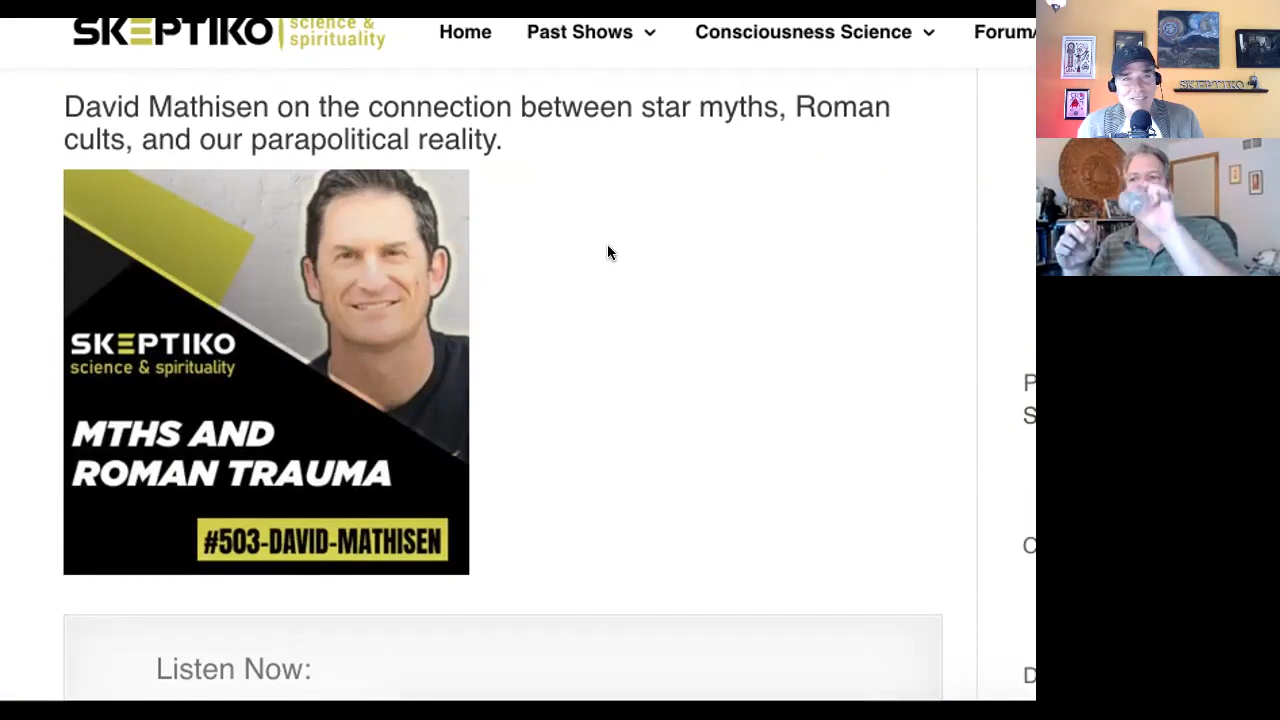 SKEPTIKO
science &
spirituality
Home
Past Shows
Consciousness Science
Forum/
David Mathisen on the connection between star myths, Roman
cults, and our parapolitical reality.
SKEPTIKO
science & spirituality
MTHS AND
ROMAN TRAUMA
#503-DAVID-MATHISEN
Listen Now:
P
S
C
D
SKEPTIKO